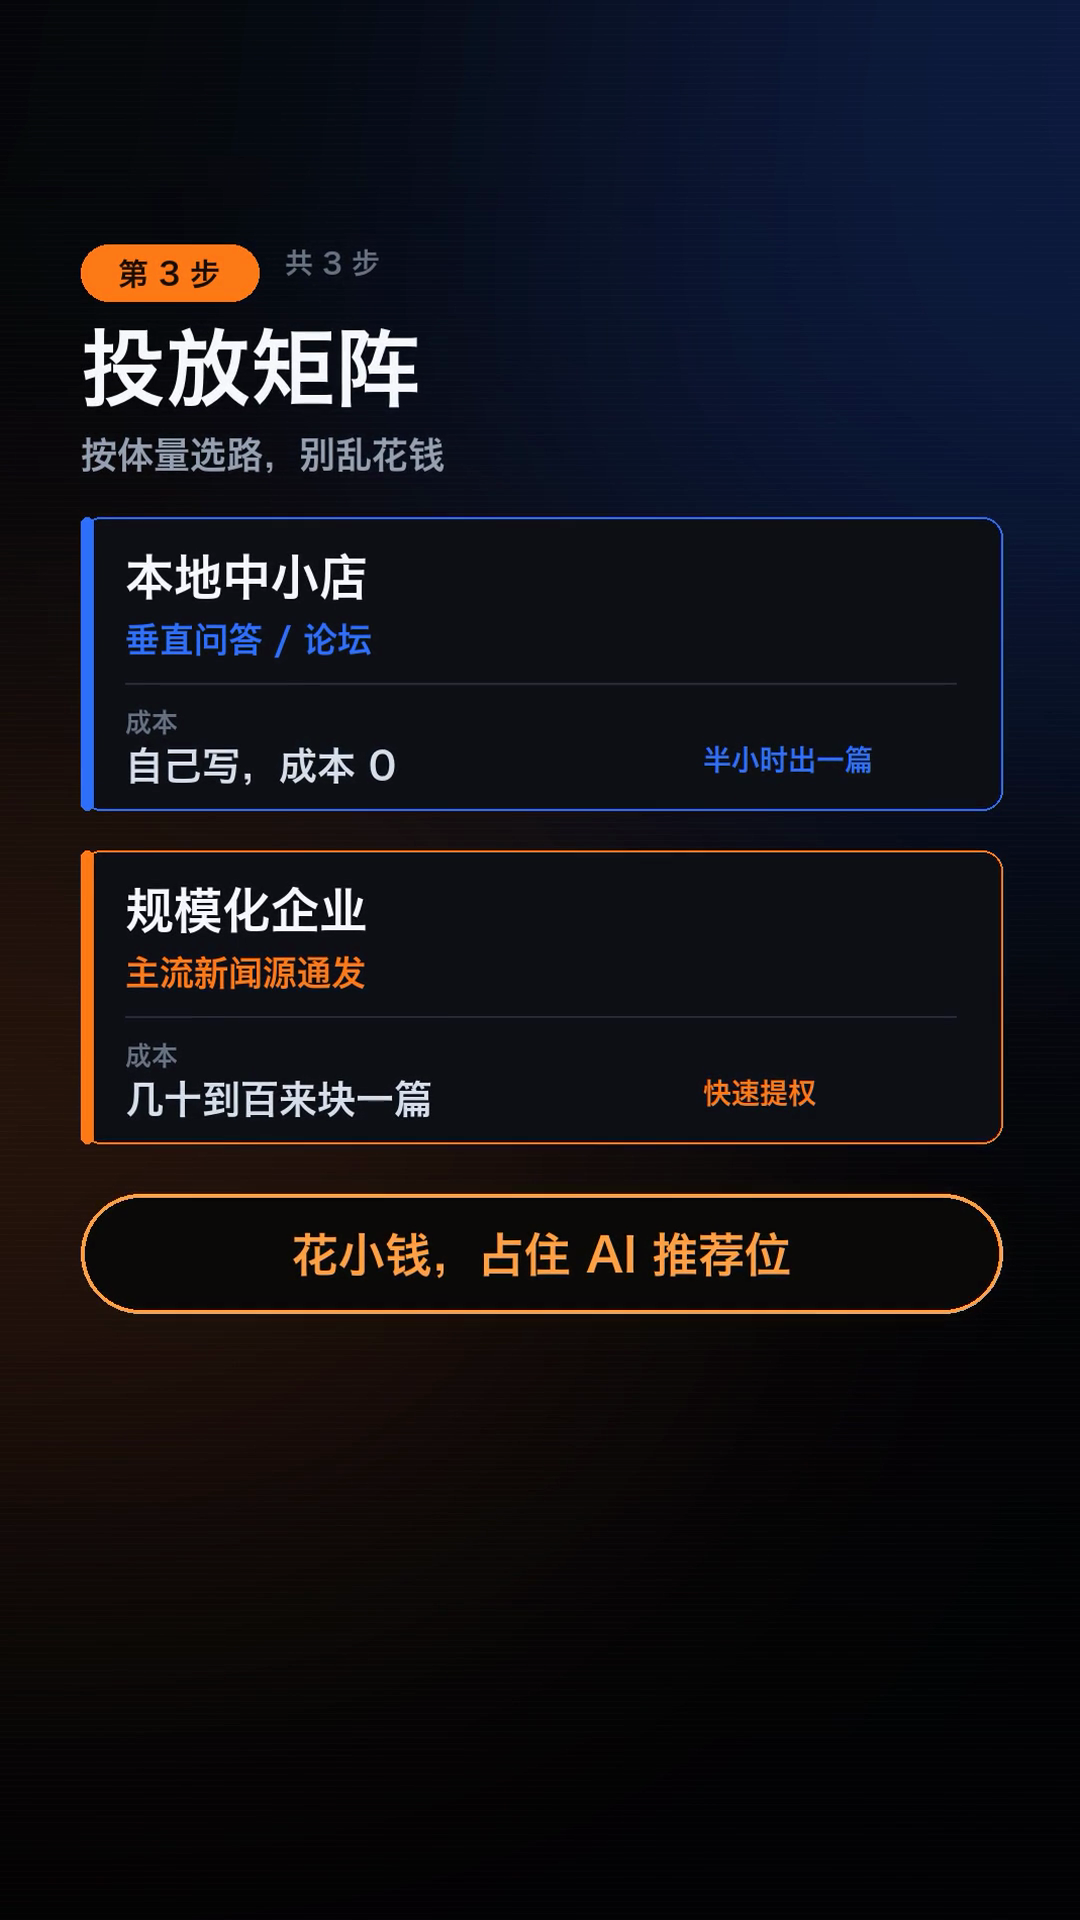 第 3 步
共 3 步
投放矩阵
按体量选路，别乱花钱
本地中小店
垂直问答 / 论坛
成本
自己写，成本 0
半小时出一篇
规模化企业
主流新闻源通发
成本
几十到百来块一篇
快速提权
花小钱，占住 AI 推荐位